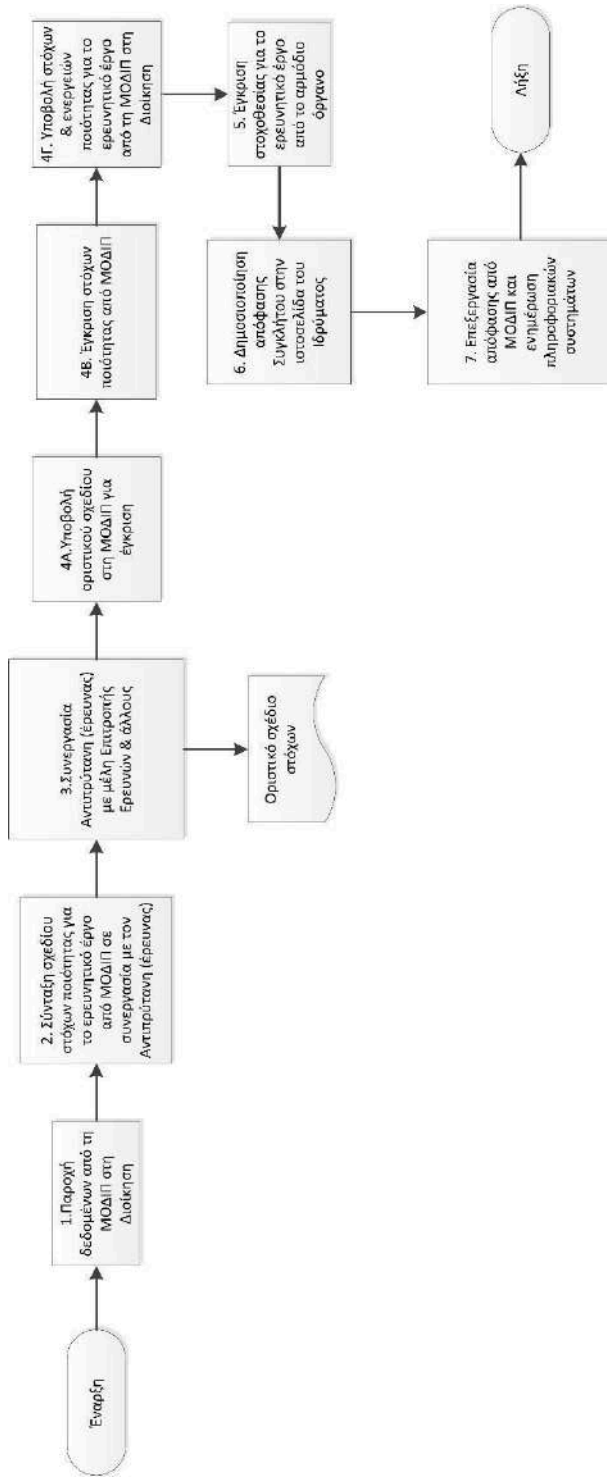 Έναρξη
1.Παροχή
δεδομένων από τη
ΜΟΔΙΠ στη
Διοίκηση
2. Σύνταξη σχεδίου
στόχων ποιότητας για
το ερευνητικό έργο
από ΜΟΔΙΠ σε
συνεργασία με τον
Αντιπρύτανη (έρευνας)
3.Συνεργασία
Αντιπρύτανη (έρευνας)
με μέλη Επιτροπής
Ερευνών & άλλους
Οριστικό σχέδιο
στόχων
4Α.Υποβολή
οριστικού σχεδίου
στη ΜΟΔΙΠ για
έγκριση
4Β. Έγκριση στόχων
ποιότητας από ΜΟΔΙΠ
4Γ. Υποβολή στόχων
& ενεργειών
ποιότητας για το
ερευνητικό έργο
από τη ΜΟΔΙΠ στη
Διοίκηση
5. Έγκριση
στοχοθεσίας για το
ερευνητικό έργο
από το αρμόδιο
όργανο
6. Δημοσιοποίηση
απόφασης
Συγκλήτου στην
ιστοσελίδα του
Ιδρύματος
7. Επεξεργασία
απόφασης από
ΜΟΔΙΠ και
ενημέρωση
πληροφοριακών
συστημάτων
Λήξη